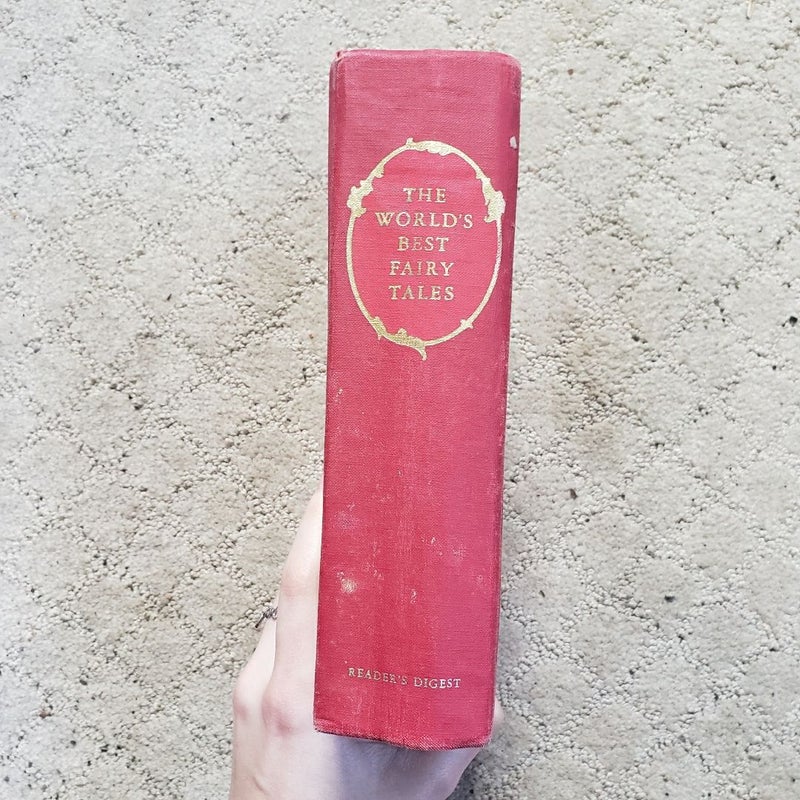 THE
WORLD'S
BEST
FAIRY
TALES
READER'S DIGEST